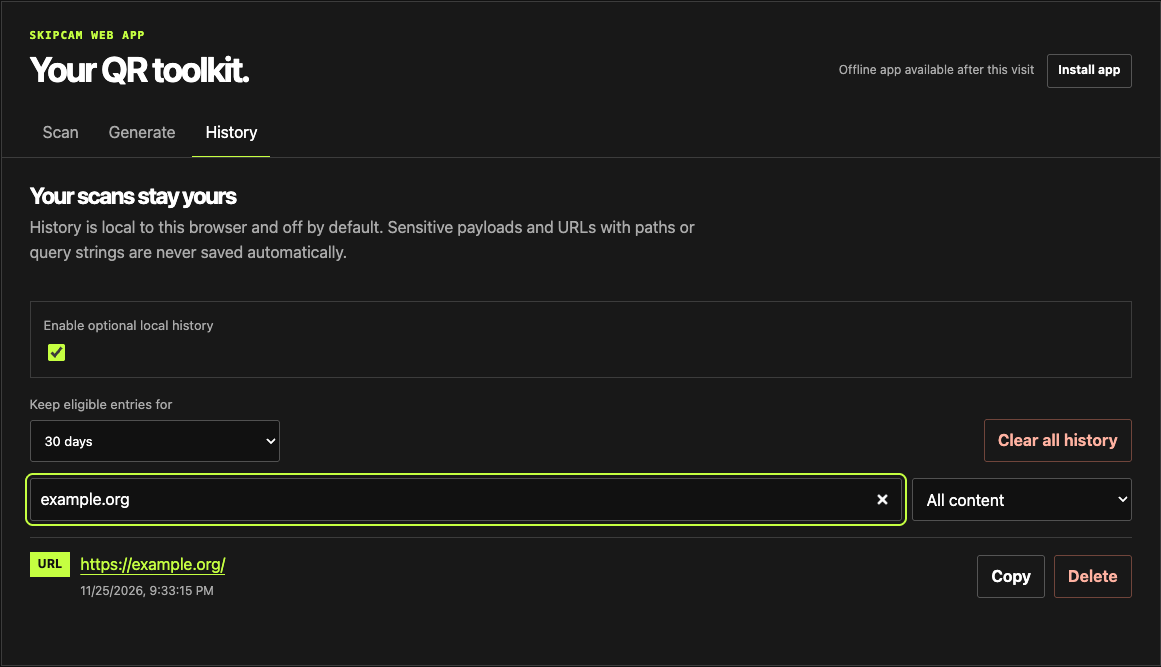 SKIPCAM WEB APP
Your QR toolkit.
Offline app available after this visit
Install app
Scan
Generate
History
Your scans stay yours
History is local to this browser and off by default. Sensitive payloads and URLs with paths or
query strings are never saved automatically.
Enable optional local history
Keep eligible entries for
30 days
Clear all history
example.org
All content
URL
https://example.org/
11/25/2026, 9:33:15 PM
Copy
Delete